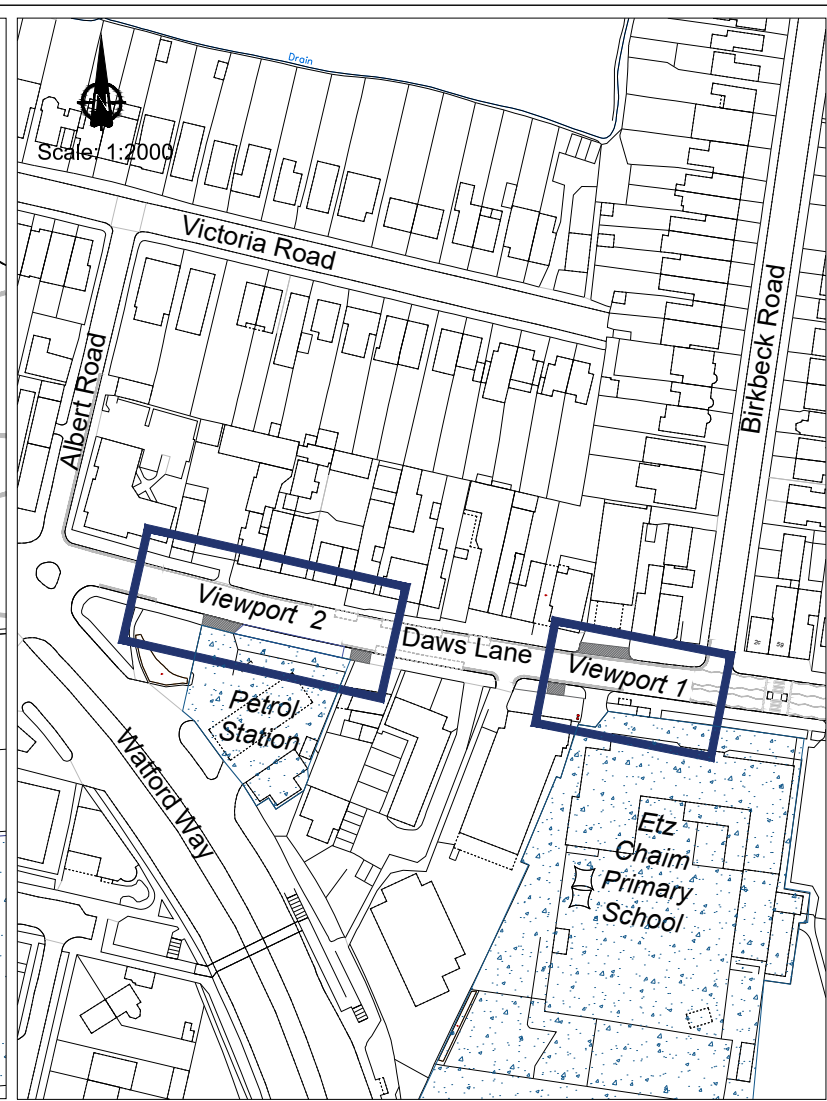 Drain
Scale: 1:2000
Victoria Road
Birkbeck Road
Albert Road
Viewport 2
Daws Lane
Viewport 1
Petrol
Station
Watford Way
Etz
Chaim
Primary
School